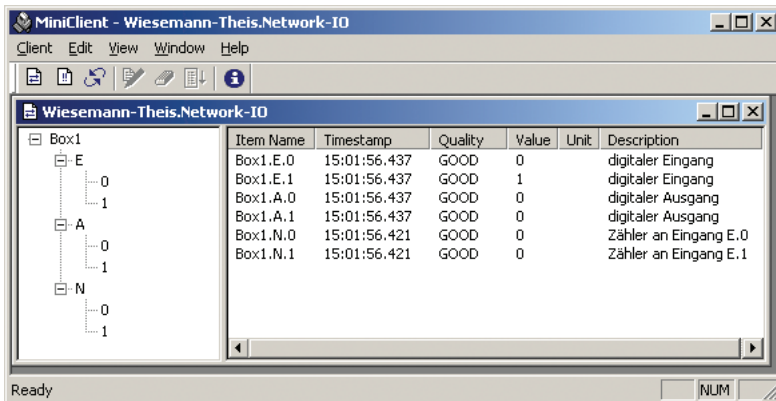 MiniClient - Wiesemann-Theis.Network-IO
Client Edit View Window Help
Wiesemann-Theis.Network-IO
Box1
E
0
1
A
0
1
N
0
1
Item Name Timestamp Quality Value Unit Description
Box1.E.0 15:01:56.437 GOOD 0 digitaler Eingang
Box1.E.1 15:01:56.437 GOOD 1 digitaler Eingang
Box1.A.0 15:01:56.437 GOOD 0 digitaler Ausgang
Box1.A.1 15:01:56.437 GOOD 0 digitaler Ausgang
Box1.N.0 15:01:56.421 GOOD 0 Zähler an Eingang E.0
Box1.N.1 15:01:56.421 GOOD 0 Zähler an Eingang E.1
Ready NUM